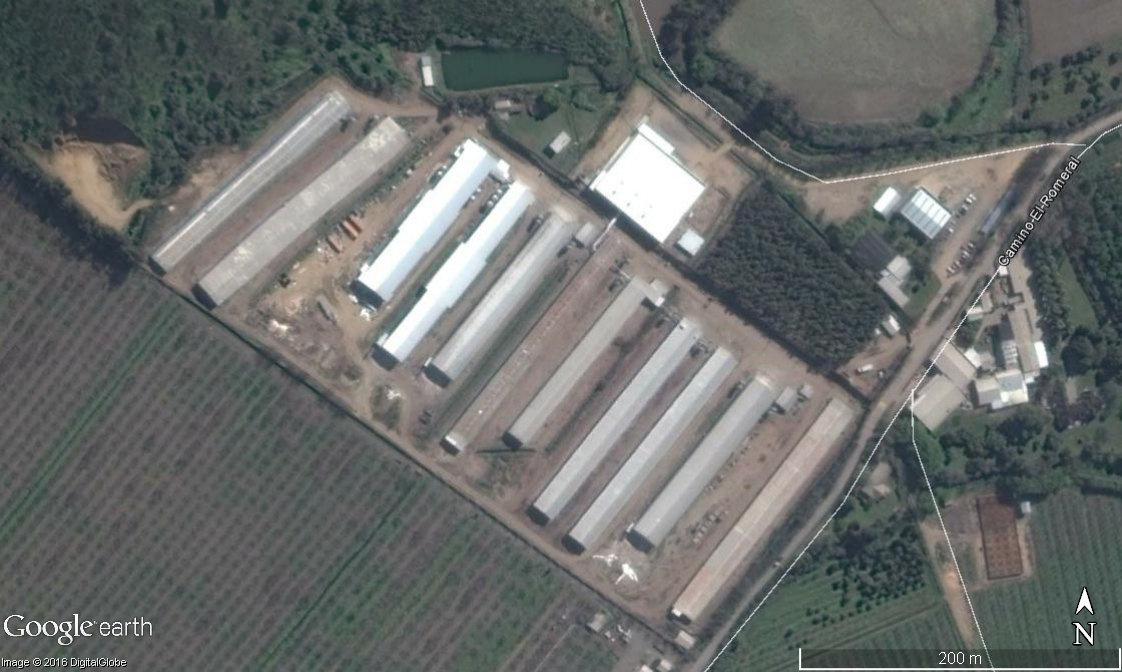 Camino-El-Romeral
Google earth
Image © 2016 DigitalGlobe
N
200 m